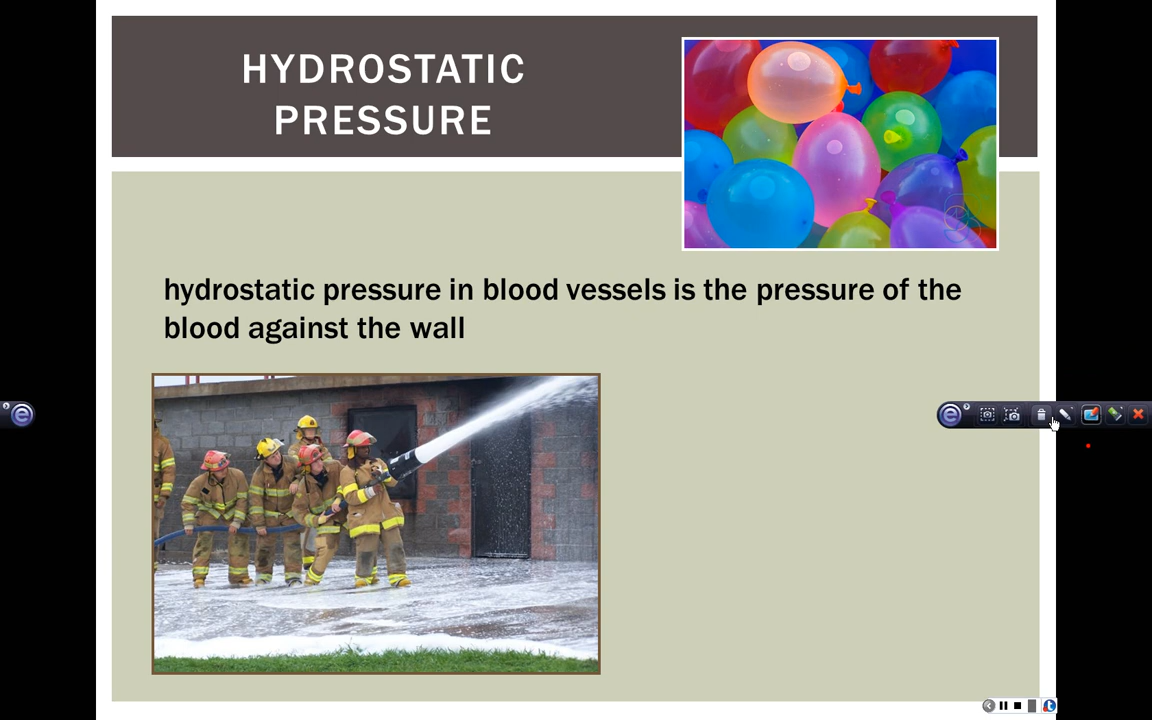 HYDROSTATIC
PRESSURE
hydrostatic pressure in blood vessels is the pressure of the
blood against the wall